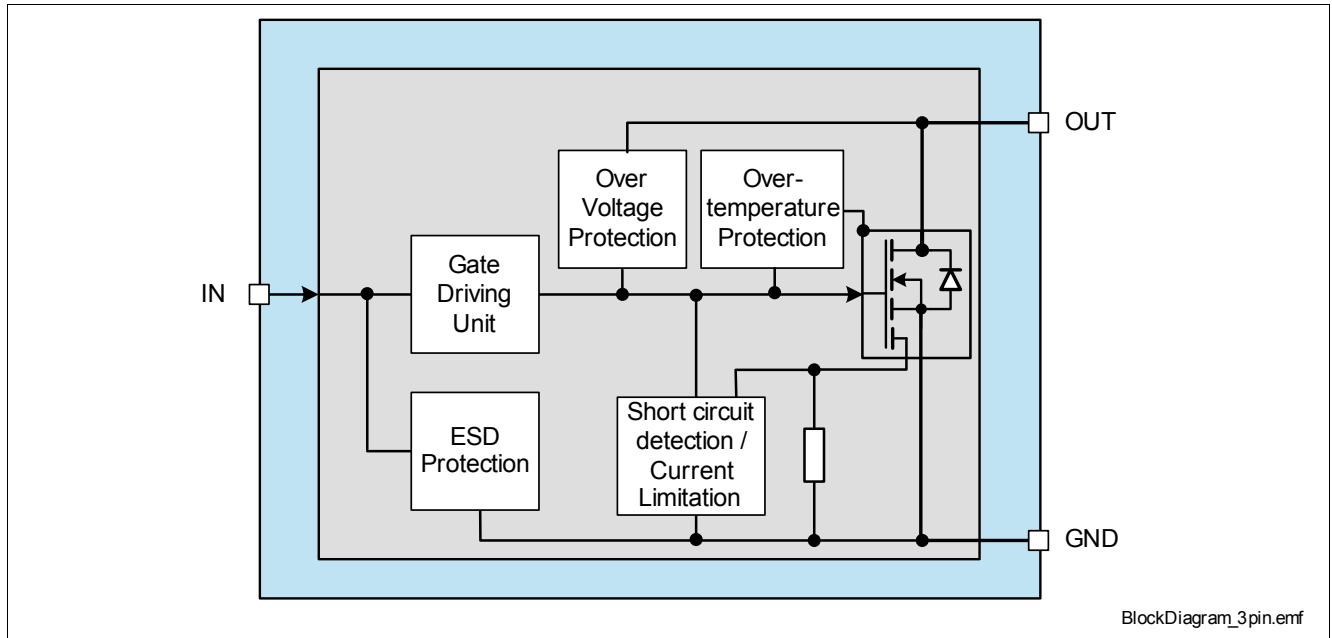 OUT
Over
Voltage
Protection
Over-
temperature
Protection
Gate
Driving
Unit
IN
ESD
Protection
Short circuit
detection /
Current
Limitation
GND
BlockDiagram_3pin.emf